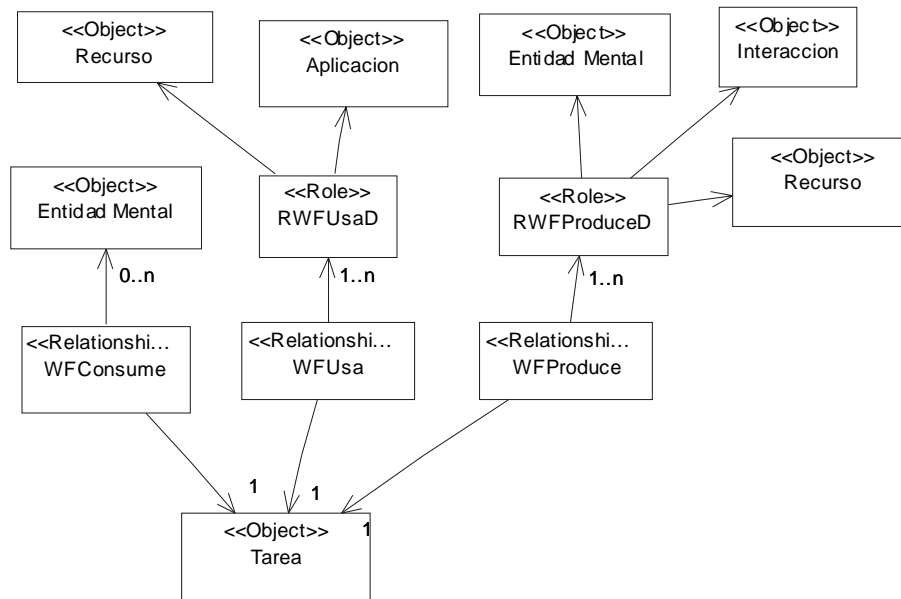 <<Object>>
Recurso
<<Object>>
Aplicacion
<<Object>>
Entidad Mental
<<Object>>
Interaccion
<<Object>>
Entidad Mental
<<Role>>
RWFUsaD
<<Role>>
RWFProduceD
<<Object>>
Recurso
0..n
1..n
1..n
<<Relationshi...
WFConsume
<<Relationshi...
WFUsa
<<Relationshi...
WFProduce
1
1
1
<<Object>>
Tarea